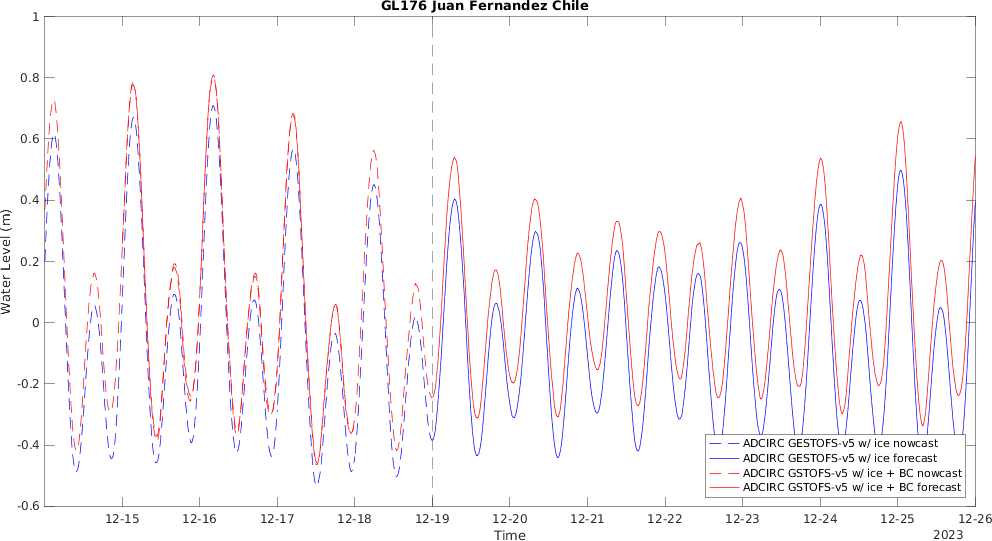 GL176 Juan Fernandez Chile
1
0.8
0.6
0.4
0.2
0
-0.2
-0.4
-0.6
Water Level (m)
12-15 12-16 12-17 12-18 12-19 12-20 12-21 12-22 12-23 12-24 12-25 12-26
Time
2023
ADCIRC GESTOFS-v5 w/ ice nowcast
ADCIRC GESTOFS-v5 w/ ice forecast
ADCIRC GSTOFS-v5 w/ ice + BC nowcast
ADCIRC GSTOFS-v5 w/ ice + BC forecast